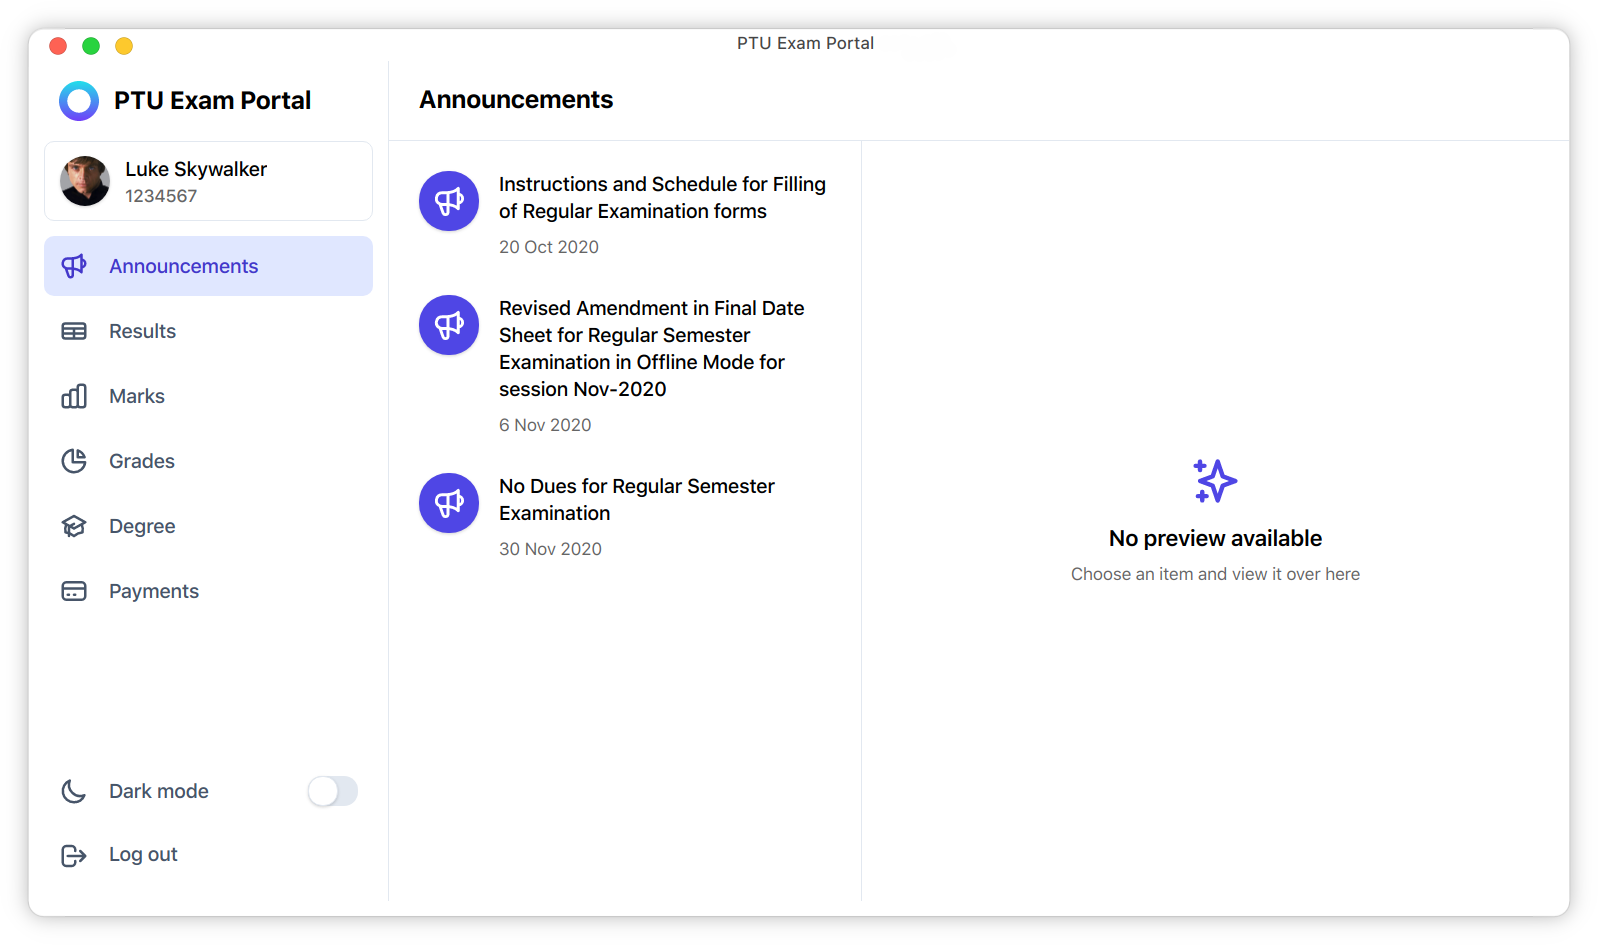 PTU Exam Portal
PTU Exam Portal
Luke Skywalker
1234567
Announcements
Results
Marks
Grades
Degree
Payments
Dark mode
Log out
Announcements
Instructions and Schedule for Filling
of Regular Examination forms
20 Oct 2020
Revised Amendment in Final Date
Sheet for Regular Semester
Examination in Offline Mode for
session Nov-2020
6 Nov 2020
No Dues for Regular Semester
Examination
30 Nov 2020
No preview available
Choose an item and view it over here